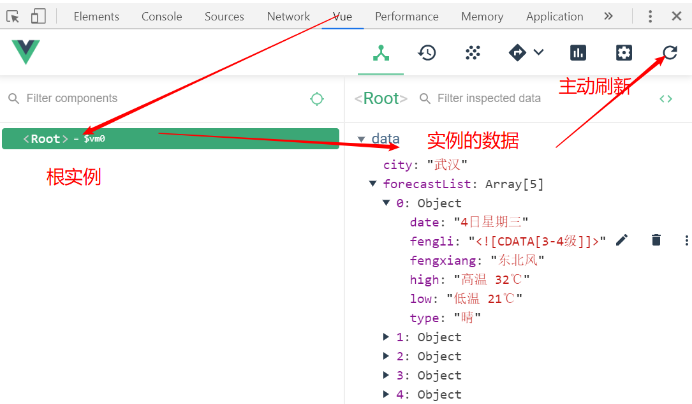 Elements Console Sources Network Vue Performance Memory Application »
Filter components
<Root> Filter inspected data <>
主动刷新
<Root> - $vm0
data
实例的数据
根实例
city: "武汉"
forecastList: Array[5]
0: Object
date: "4日星期三"
fengli: "<![CDATA[3-4级]]>"
fengxiang: "东北风"
high: "高温 32℃"
low: "低温 21℃"
type: "晴"
1: Object
2: Object
3: Object
4: Object